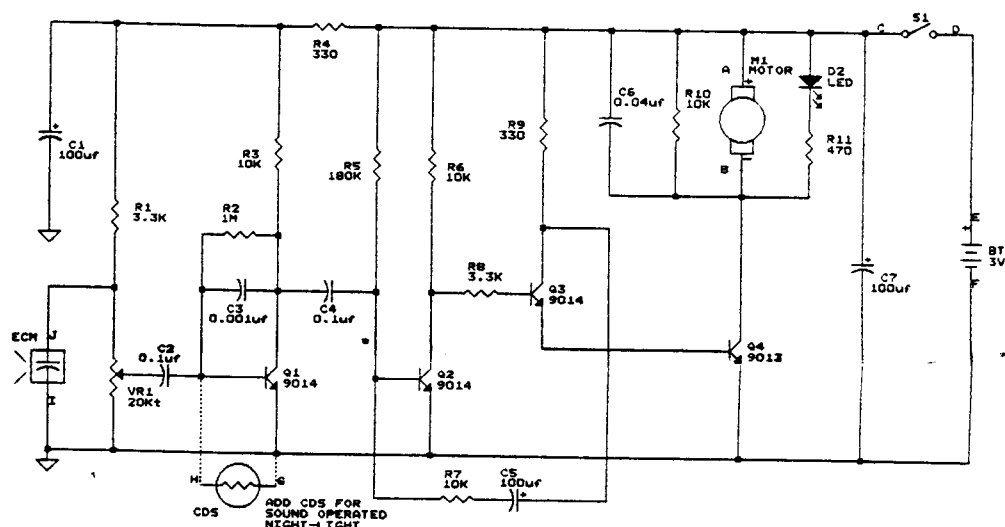 S1
C
D
R4
330
A
M1
MOTOR
D2
LED
C1
100uf
R3
10K
R5
180K
R6
10K
R9
330
C6
0.04uf
R10
10K
R11
470
B
R1
3.3K
R2
1M
E
BT
3V
F
R8
3.3K
Q3
9014
C7
100uf
C3
0.001uf
C4
0.1uf
ECM
J
C2
0.1uf
Q1
9014
Q2
9014
Q4
9013
I
VR1
20Kt
H
G
CDS
ADD CDS FOR
SOUND OPERATED
NIGHT-LIGHT
R7
10K
C5
100uf